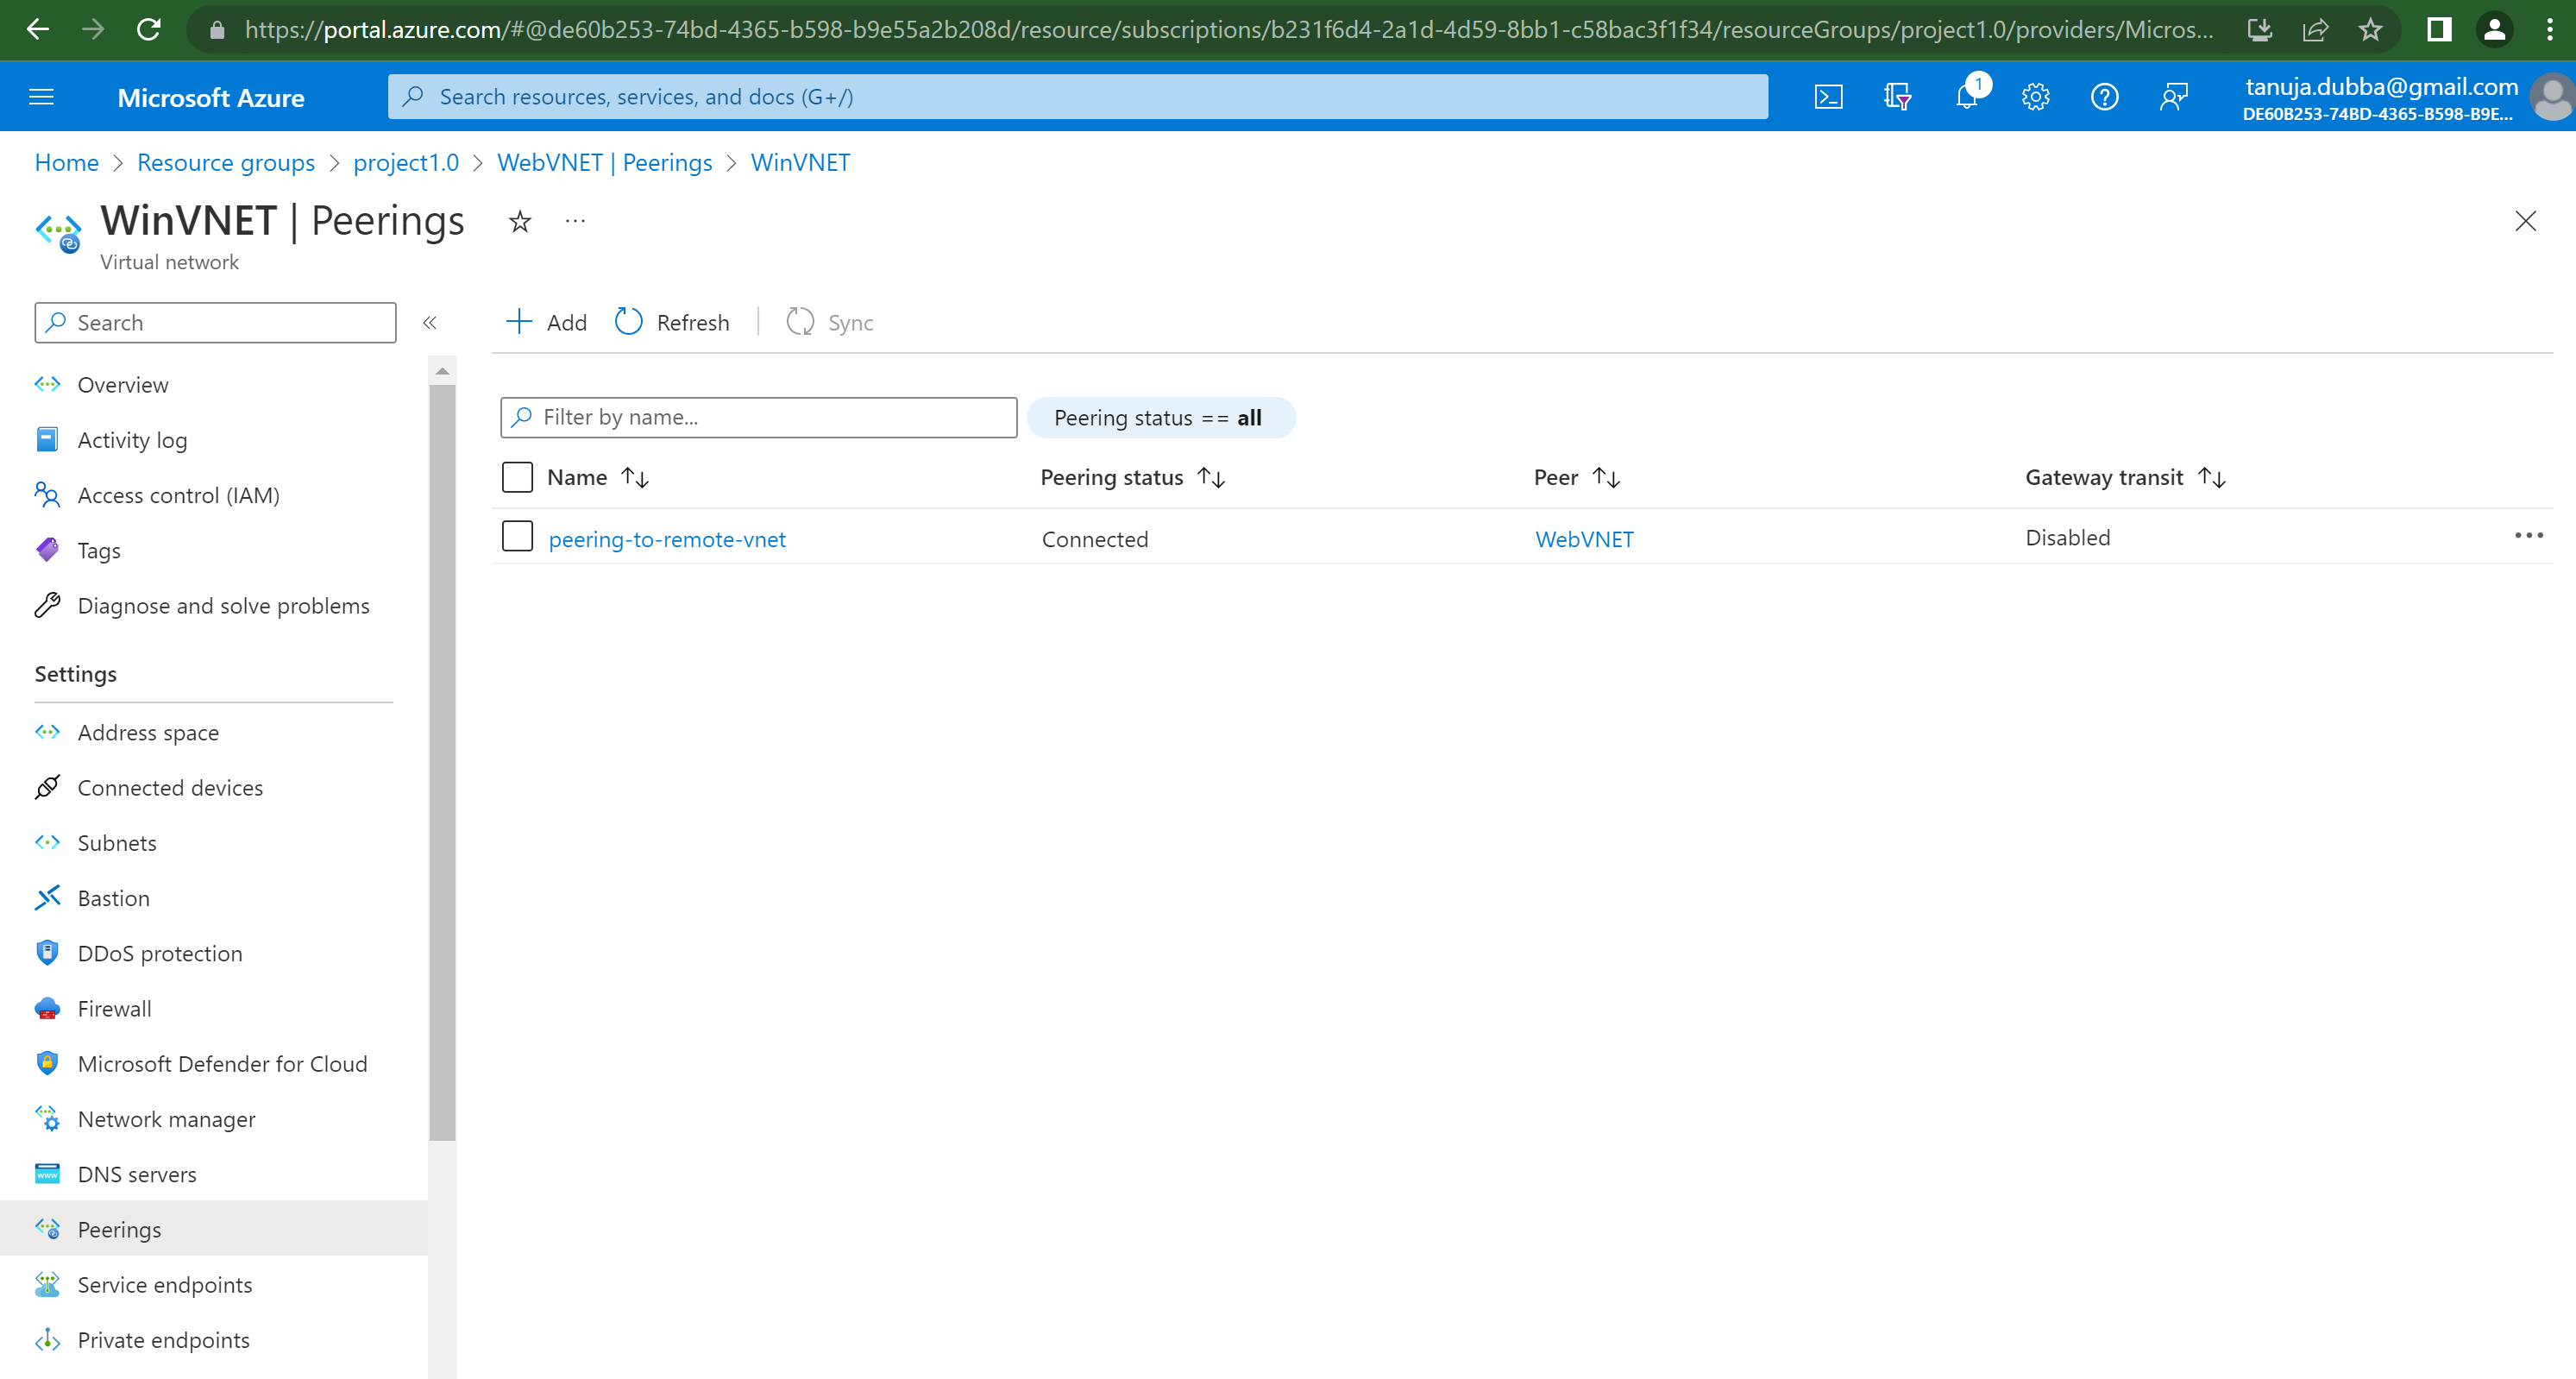 https://portal.azure.com/#@de60b253-74bd-4365-b598-b9e55a2b208d/resource/subscriptions/b231f6d4-2a1d-4d59-8bb1-c58bac3f1f34/resourceGroups/project1.0/providers/Micros...
Microsoft Azure
Search resources, services, and docs (G+/)
1
tanuja.dubba@gmail.com
DE60B253-74BD-4365-B598-B9E...
Home > Resource groups > project1.0 > WebVNET | Peerings > WinVNET
WinVNET | Peerings
Virtual network
Search
Overview
Activity log
Access control (IAM)
Tags
Diagnose and solve problems
Settings
Address space
Connected devices
Subnets
Bastion
DDoS protection
Firewall
Microsoft Defender for Cloud
Network manager
DNS servers
Peerings
Service endpoints
Private endpoints
Add Refresh Sync
Filter by name...
Peering status == all
Name Peering status Peer Gateway transit
peering-to-remote-vnet Connected WebVNET Disabled